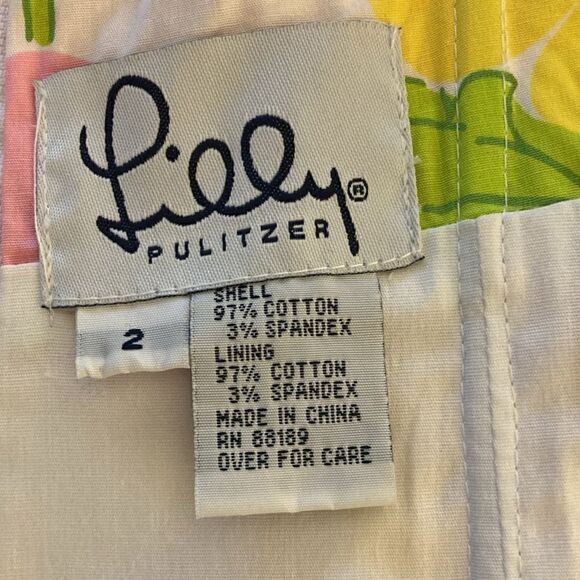 Lilly®
PULITZER
2
SHELL
97% COTTON
3% SPANDEX
LINING
97% COTTON
3% SPANDEX
MADE IN CHINA
RN 88189
OVER FOR CARE